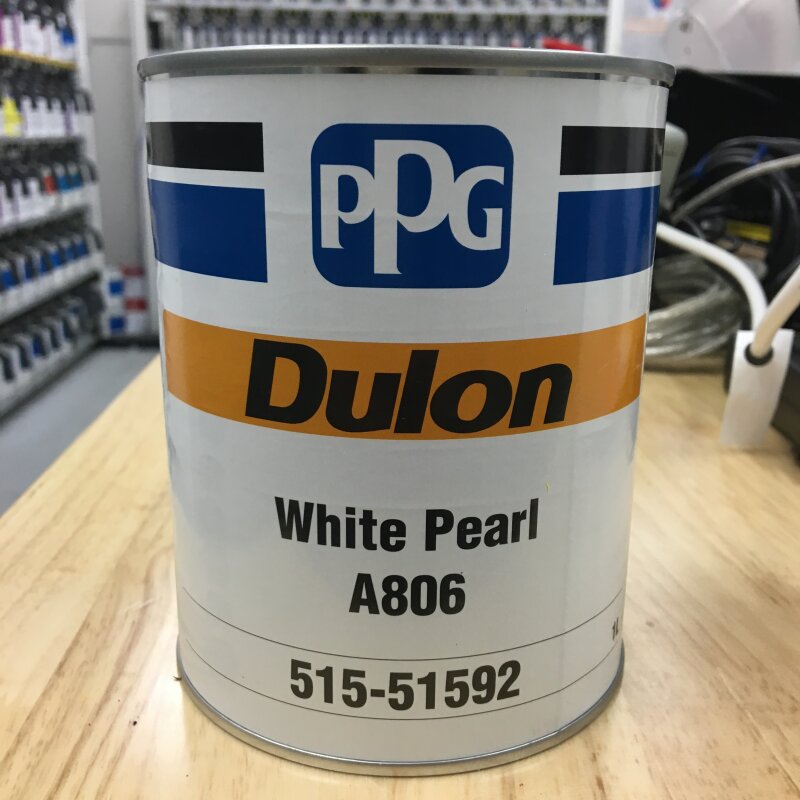 PPG
Dulon
White Pearl
A806
515-51592